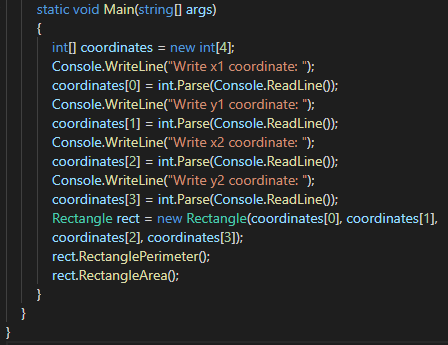 static void Main(string[] args)
{
int[] coordinates = new int[4];
Console.WriteLine("Write x1 coordinate: ");
coordinates[0] = int.Parse(Console.ReadLine());
Console.WriteLine("Write y1 coordinate: ");
coordinates[1] = int.Parse(Console.ReadLine());
Console.WriteLine("Write x2 coordinate: ");
coordinates[2] = int.Parse(Console.ReadLine());
Console.WriteLine("Write y2 coordinate: ");
coordinates[3] = int.Parse(Console.ReadLine());
Rectangle rect = new Rectangle(coordinates[0], coordinates[1],
coordinates[2], coordinates[3]);
rect.RectanglePerimeter();
rect.RectangleArea();
}
}
}